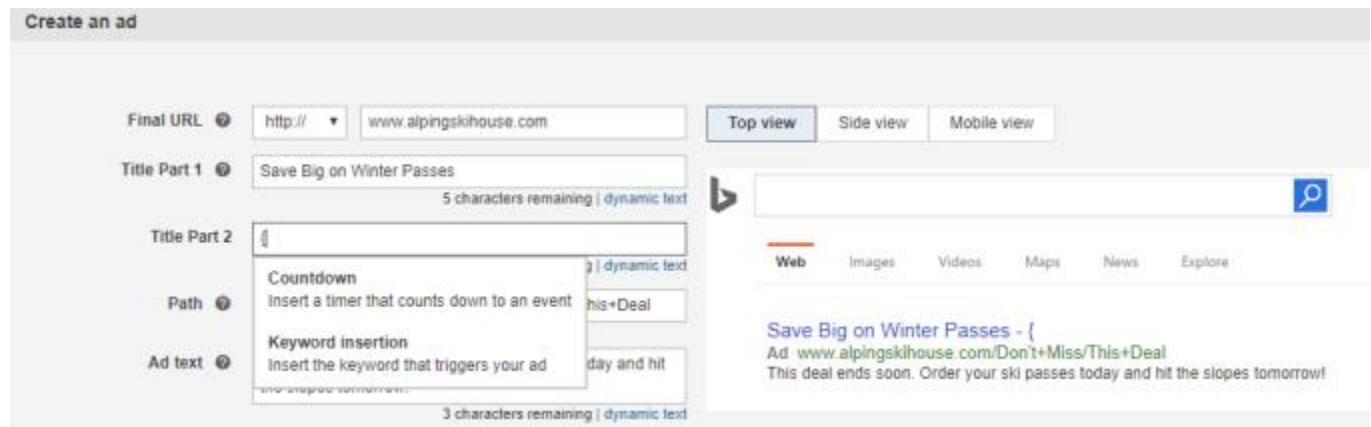 Create an ad
Final URL
http://
www.alpingskihouse.com
Title Part 1
Save Big on Winter Passes
5 characters remaining | dynamic text
Title Part 2
{
| dynamic text
Countdown
Insert a timer that counts down to an event
Keyword insertion
Insert the keyword that triggers your ad
Path
his+Deal
Ad text
day and hit
3 characters remaining | dynamic text
Top view
Side view
Mobile view
Web Images Videos Maps News Explore
Save Big on Winter Passes - {
Ad www.alpingskihouse.com/Don't+Miss/This+Deal
This deal ends soon. Order your ski passes today and hit the slopes tomorrow!